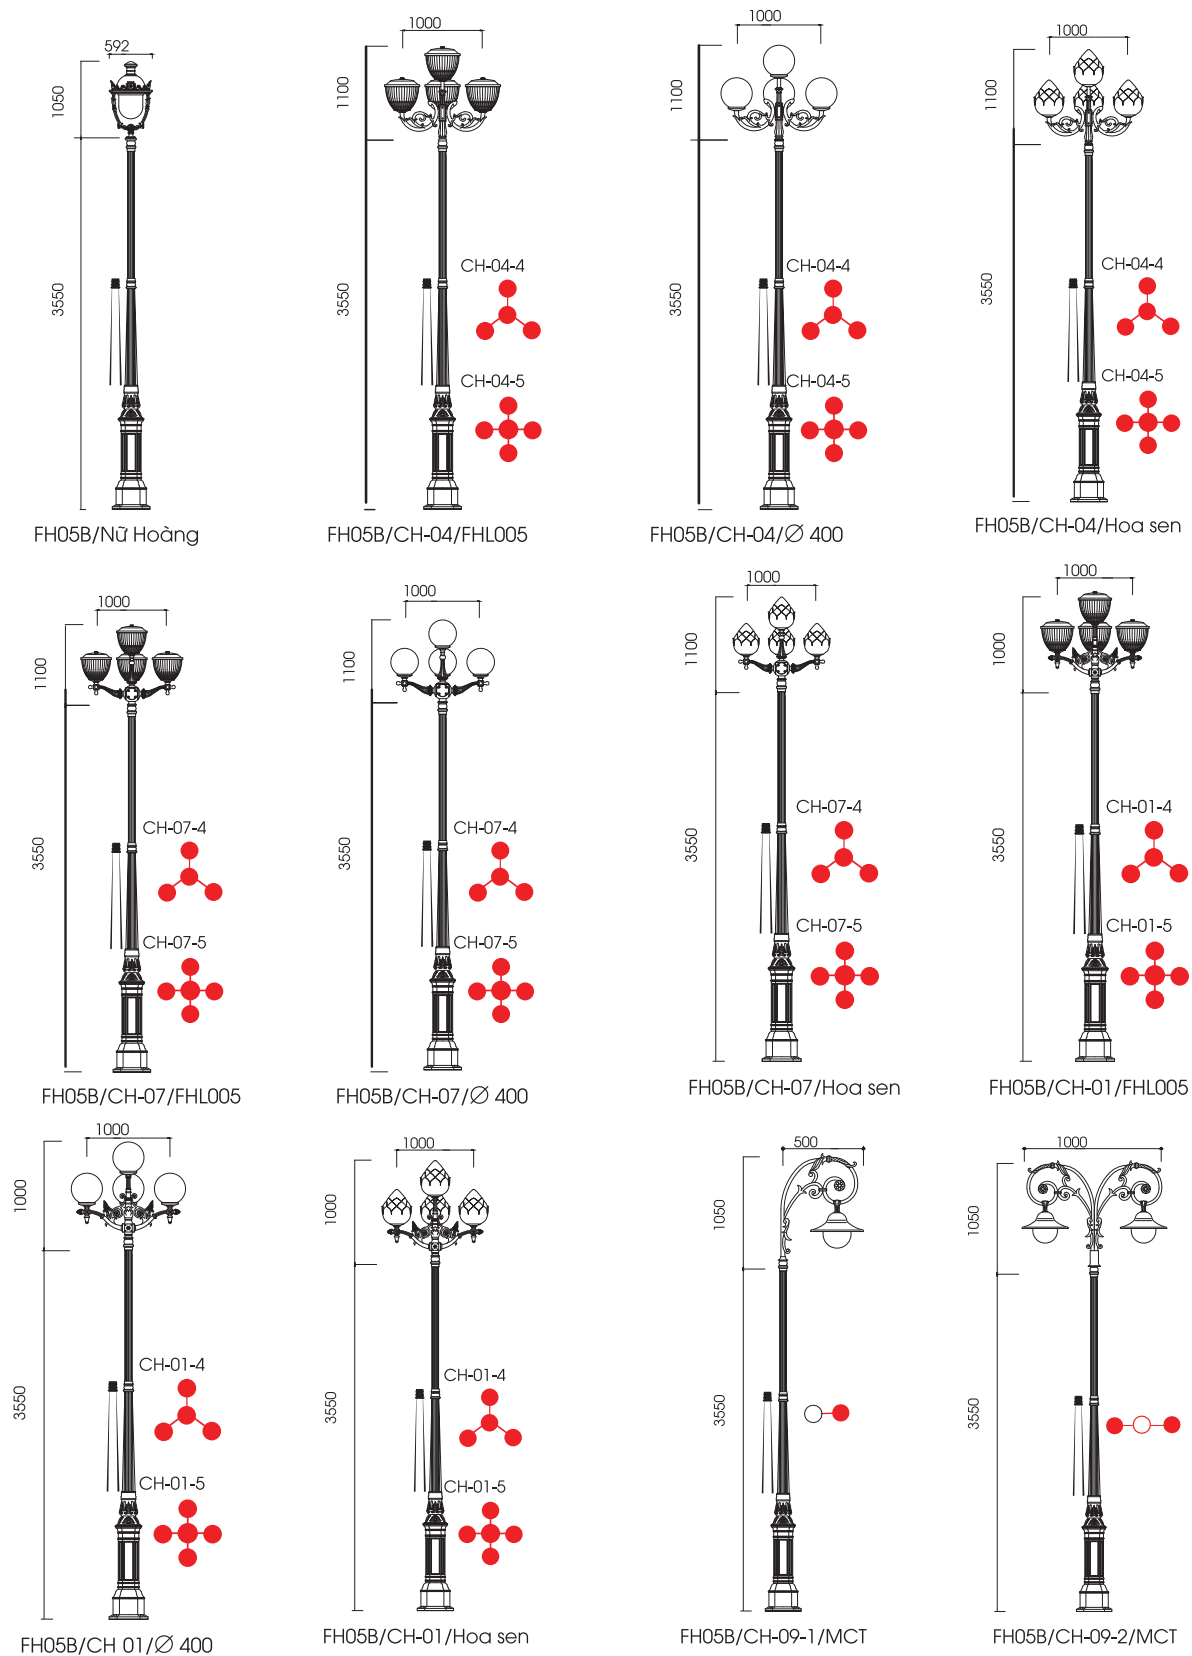 592
1050
3550
FH05B/Nữ Hoàng
1000
1100
3550
CH-04-4
CH-04-5
FH05B/CH-04/FHL005
1000
1100
3550
CH-04-4
CH-04-5
FH05B/CH-04/Ø 400
1000
1100
3550
CH-04-4
CH-04-5
FH05B/CH-04/Hoa sen
1000
1100
3550
CH-07-4
CH-07-5
FH05B/CH-07/FHL005
1000
1100
3550
CH-07-4
CH-07-5
FH05B/CH-07/Ø 400
1000
1100
3550
CH-07-4
CH-07-5
FH05B/CH-07/Hoa sen
1000
1000
3550
CH-01-4
CH-01-5
FH05B/CH-01/FHL005
1000
1000
3550
CH-01-4
CH-01-5
FH05B/CH 01/Ø 400
1000
1000
3550
CH-01-4
CH-01-5
FH05B/CH-01/Hoa sen
500
1050
3550
FH05B/CH-09-1/MCT
1000
1050
3550
FH05B/CH-09-2/MCT